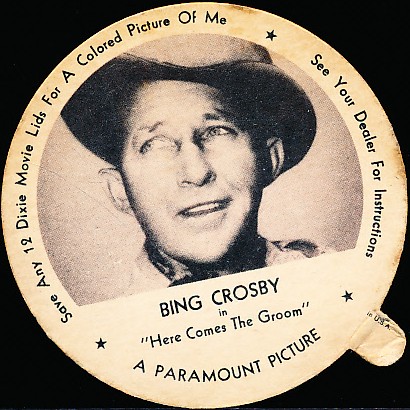 Save Any 12 Dixie Movie Lids For A Colored Picture Of Me
See Your Dealer For Instructions
BING CROSBY
in
"Here Comes The Groom"
A PARAMOUNT PICTURE
in U.S.A.